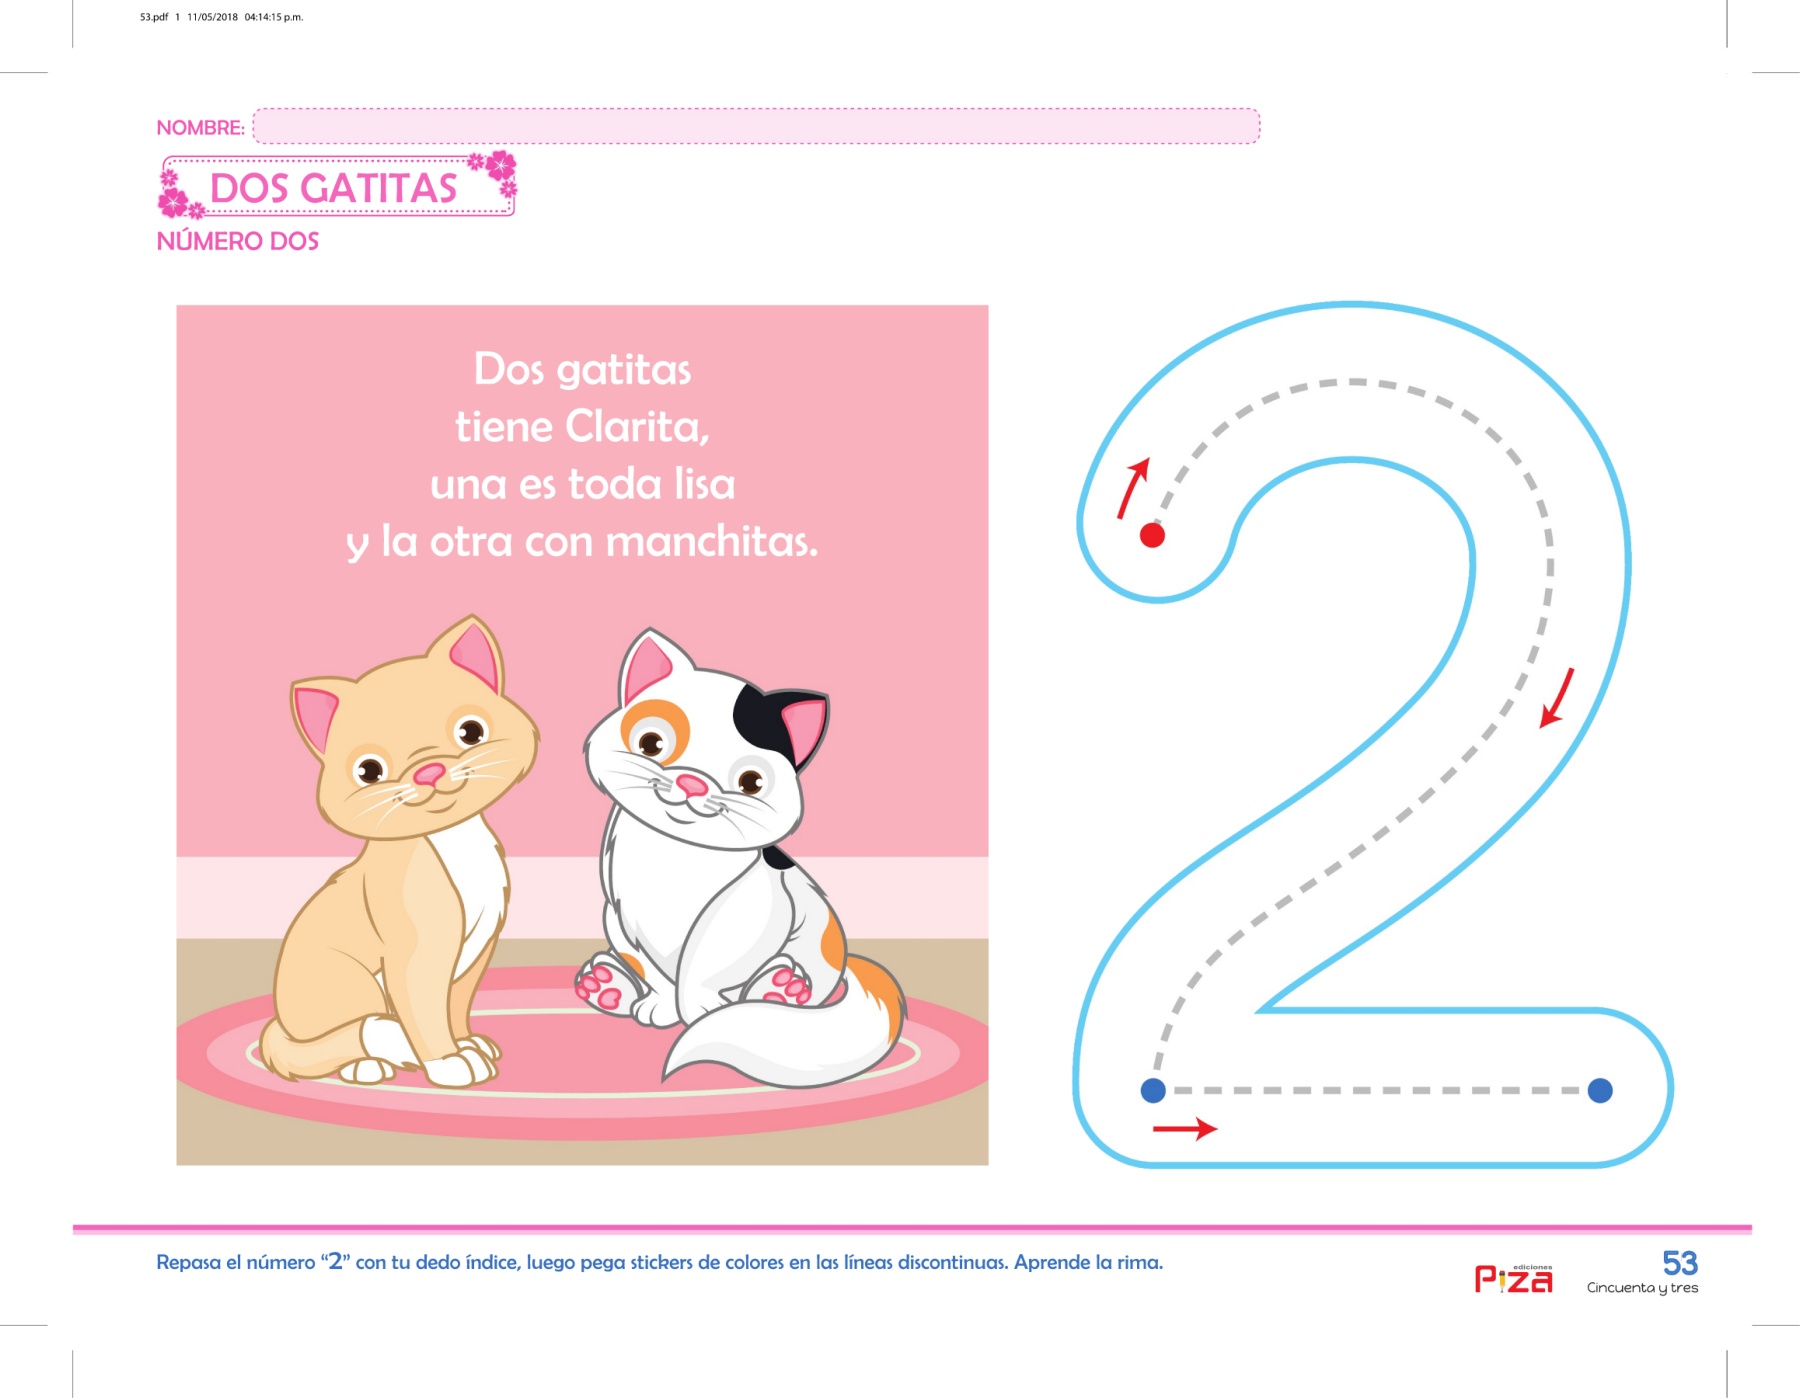 53.pdf 1 11/05/2018 04:14:15 p.m.
NOMBRE:
DOS GATITAS
NÚMERO DOS
Dos gatitas
tiene Clarita,
una es toda lisa
y la otra con manchitas.
2
Repasa el número “2” con tu dedo índice, luego pega stickers de colores en las líneas discontinuas. Aprende la rima.
ediciones
Piza
53
Cincuenta y tres